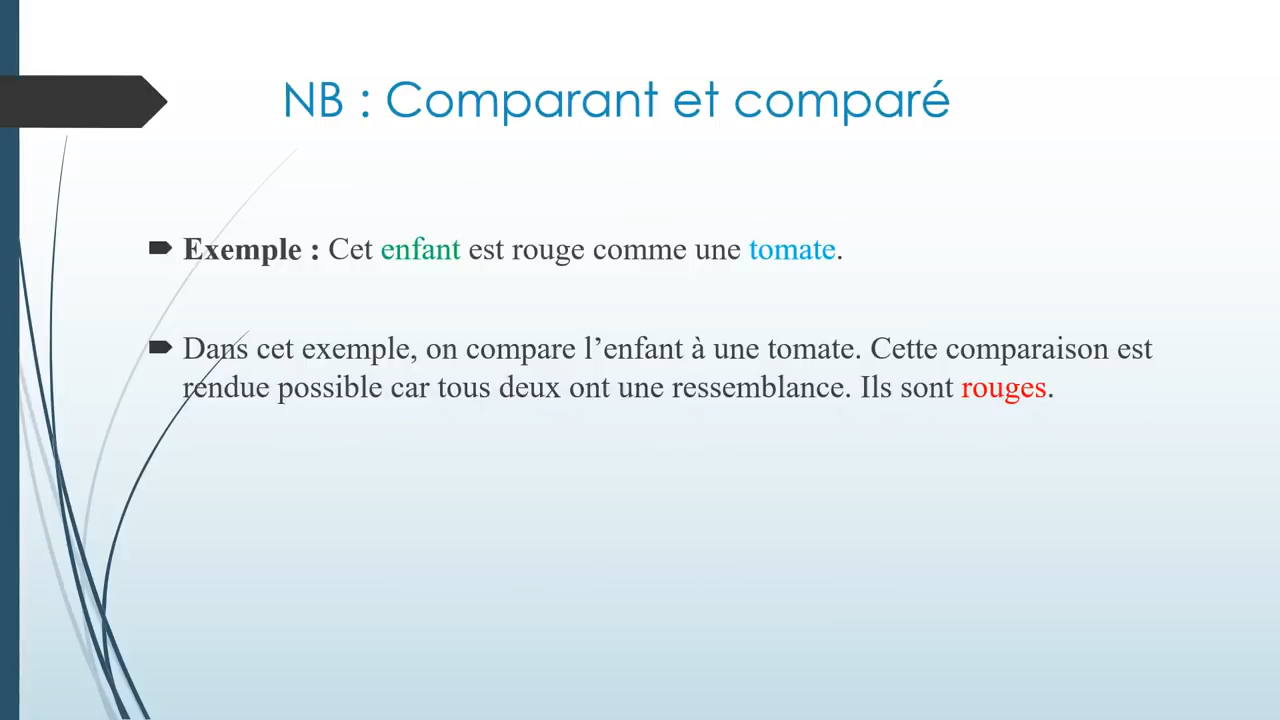 NB : Comparant et comparé
Exemple : Cet enfant est rouge comme une tomate.
Dans cet exemple, on compare l’enfant à une tomate. Cette comparaison est
rendue possible car tous deux ont une ressemblance. Ils sont rouges.